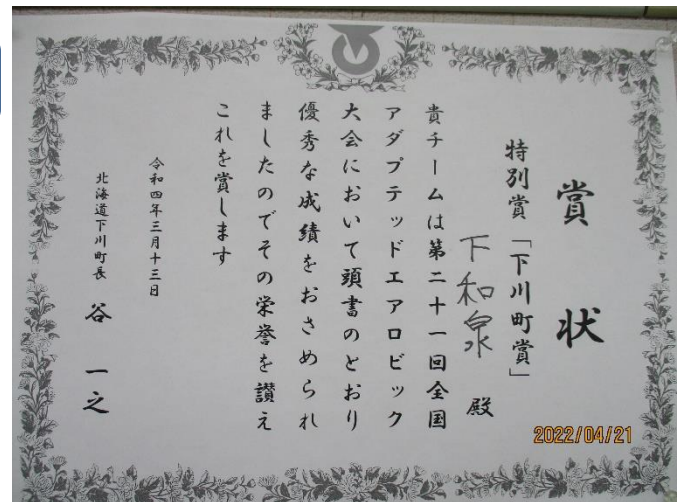 賞状
特別賞「下川町賞」
下和泉 殿
貴チームは第二十一回全国
アダプテッドエアロビック
大会において頭書のとおり
優秀な成績をおさめられ
ましたのでその栄誉を讃え
これを賞します
令和四年三月十三日
北海道下川町長 谷一之
2022/04/21